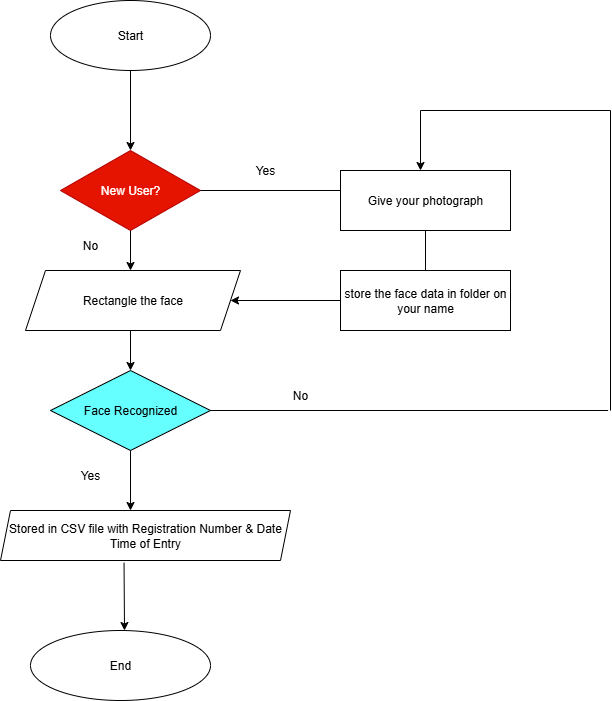 Start
New User?
Yes
Give your photograph
No
Rectangle the face
store the face data in folder on
your name
Face Recognized
No
Yes
Stored in CSV file with Registration Number & Date
Time of Entry
End